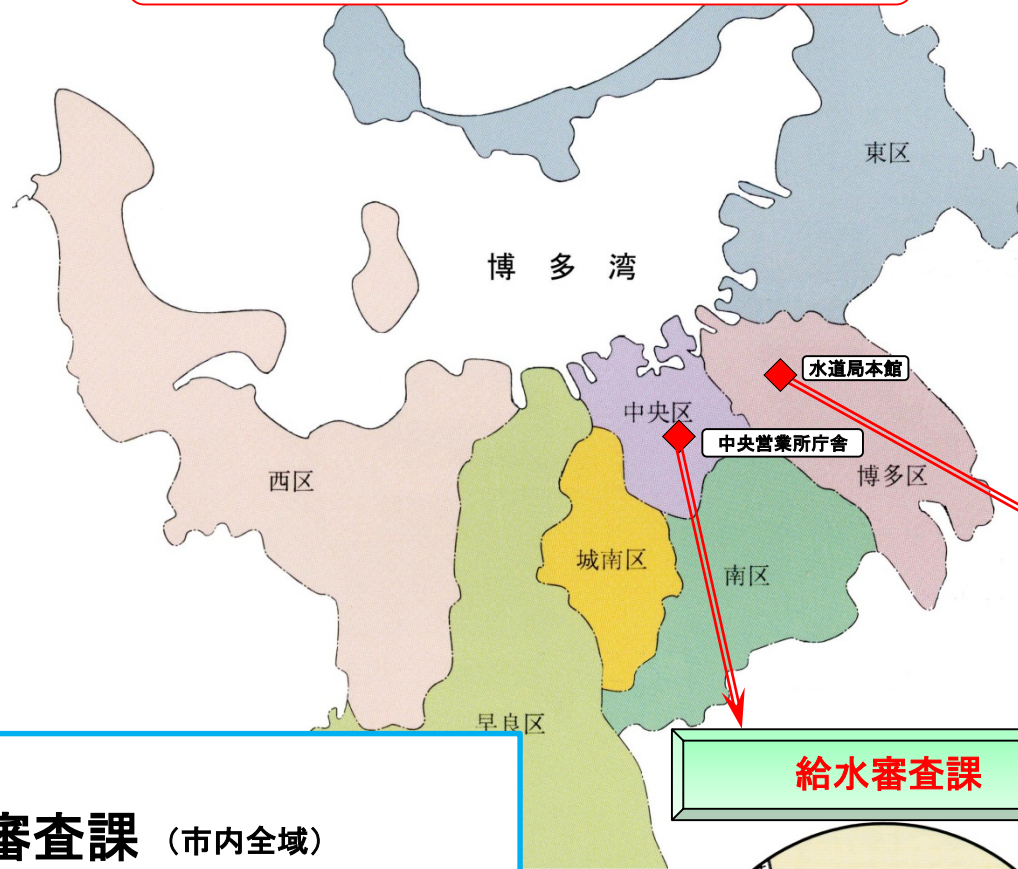 東区
博多湾
水道局本館
中央区
中央営業所庁舎
博多区
西区
城南区
南区
早良区
給水審査課
審査課（市内全域）